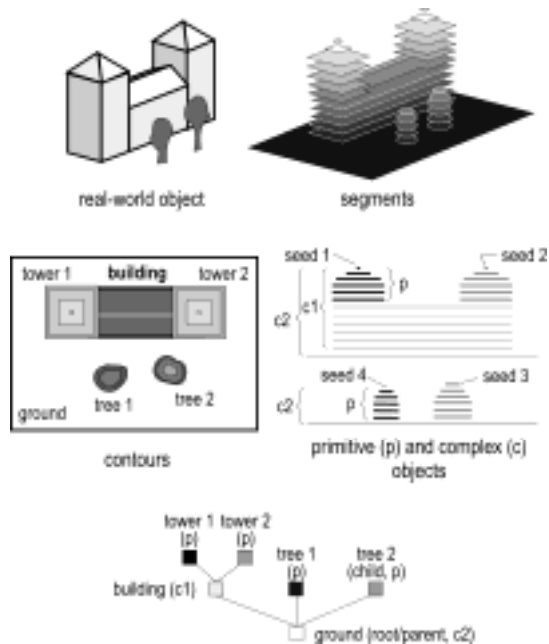 real-world object
segments
tower 1
building
tower 2
tree 1
tree 2
ground
contours
seed 1
seed 2
p
c1
c2
seed 4
seed 3
c2
p
primitive (p) and complex (c)
objects
tower 1
(p)
tower 2
(p)
tree 1
(p)
tree 2
(child, p)
building (c1)
ground (root/parent, c2)